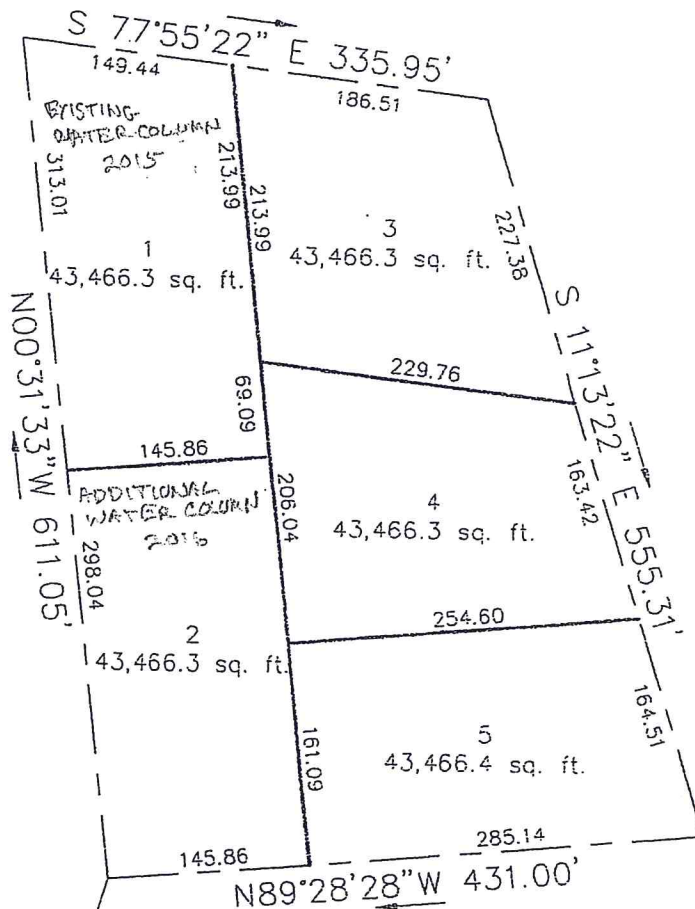 S 77°55'22" E 335.95'
149.44
186.51
EXISTING
WATER COLUMN
2015
313.01
213.99
213.99
1
43,466.3 sq. ft.
3
43,466.3 sq. ft.
227.38
S 11°13'22" E 555.31'
N00°31'33"W 611.05'
229.76
69.09
145.86
ADDITIONAL
WATER COLUMN
2016
206.04
4
43,466.3 sq. ft.
163.42
298.04
254.60
2
43,466.3 sq. ft.
161.09
5
43,466.4 sq. ft.
164.51
145.86
285.14
N89°28'28"W 431.00'